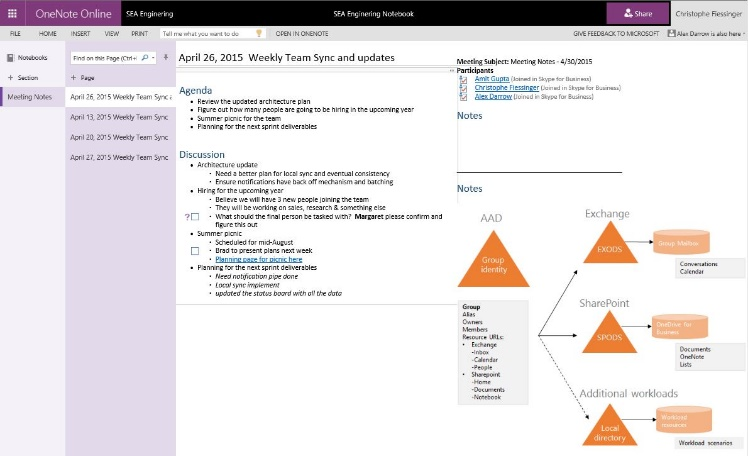 OneNote Online
SEA Enginering
SEA Enginering Notebook
Share
Christophe Fiessinger
FILE
HOME
INSERT
VIEW
PRINT
Tell me what you want to do
OPEN IN ONENOTE
GIVE FEEDBACK TO MICROSOFT
Alex Darrow is also here
Notebooks
+ Section
Meeting Notes
Find on this Page (Ctrl+
+ Page
April 26, 2015 Weekly Team Sync a
April 13, 2015 Weekly Team Sync
April 20, 2015 Weekly Team Sync
April 27, 2015 Weekly Team Sync
April 26, 2015 Weekly Team Sync and updates
Agenda
• Review the updated architecture plan
• Figure out how many people are going to be hiring in the upcoming year
• Summer picnic for the team
• Planning for the next sprint deliverables
Discussion
• Architecture update
• Need a better plan for local sync and eventual consistency
• Ensure notifications have back off mechanism and batching
• Hiring for the upcoming year
• Believe we will have 3 new people joining the team
• They will be working on sales, research & something else
? • What should the final person be tasked with? Margaret please confirm and
figure this out
• Summer picnic
• Scheduled for mid-August
• Brad to present plans next week
• Planning page for picnic here
• Planning for the next sprint deliverables
• Need notification pipe done
• Local sync implement
• updated the status board with all the data
Meeting Subject: Meeting Notes - 4/30/2015
Participants
Amit Gupta (Joined in Skype for Business)
Christophe Fiessinger (Joined in Skype for Business)
Alex Darrow (Joined in Skype for Business)
Notes
Notes
AAD
Group
identity
Group
Alias
Owners
Members
Resource URLs:
• Exchange
-Inbox
-Calendar
-People
• Sharepoint
-Home
-Documents
-Notebook
Exchange
EXODS
Group Mailbox
Conversations
Calendar
SharePoint
SPODS
OneDrive for
Business
Documents
OneNote
Lists
Additional workloads
Local
directory
Workload
resources
Workload scenarios